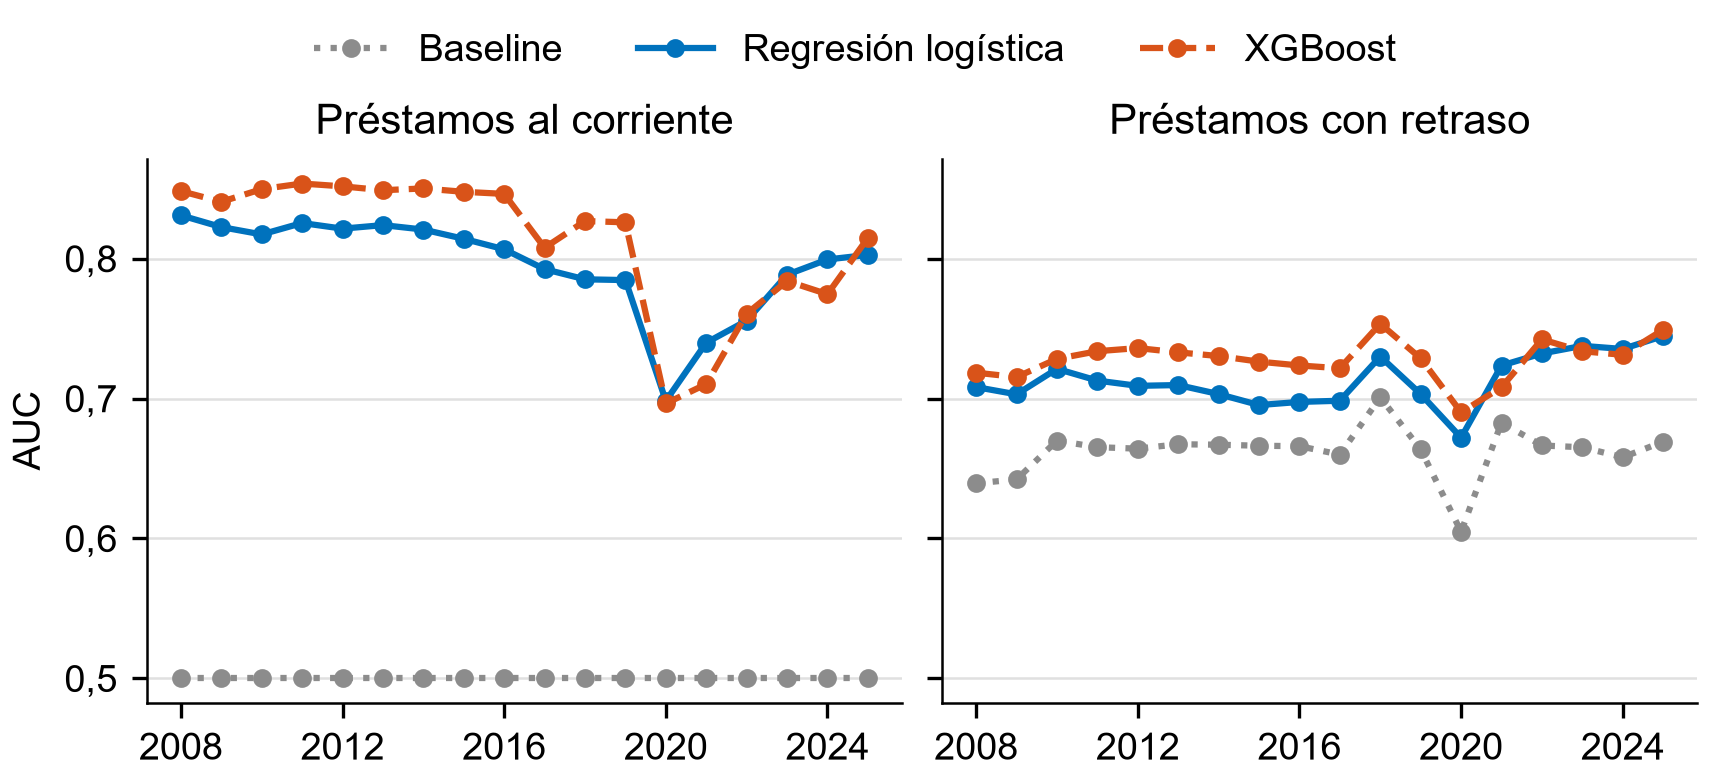 Baseline Regresión logística XGBoost
Préstamos al corriente
Préstamos con retraso
AUC
0,8
0,7
0,6
0,5
2008 2012 2016 2020 2024
2008 2012 2016 2020 2024